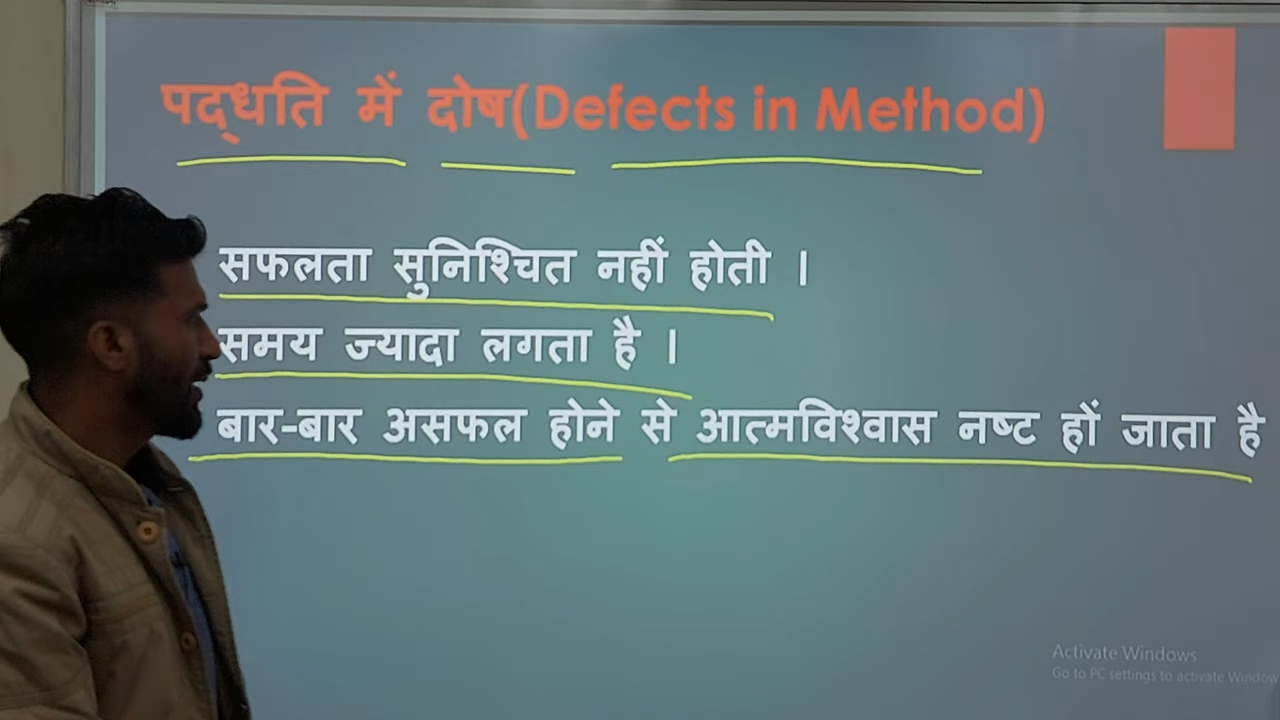 पद्धति में दोष(Defects in Method)
सफलता सुनिश्चित नहीं होती ।
समय ज्यादा लगता है ।
बार-बार असफल होने से आत्मविश्वास नष्ट हों जाता है
Activate Windows
Go to PC settings to activate Window